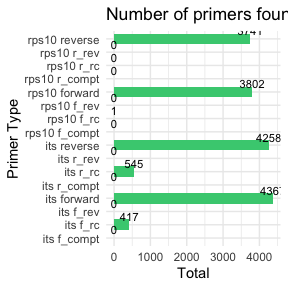 Number of primers foun
rps10 reverse 3741
rps10 r_rev 0
rps10 r_rc 0
rps10 r_compt 0
rps10 forward 3802
rps10 f_rev 0
rps10 f_rc 1
rps10 f_compt 0
its reverse 4258
its r_rev 0
its r_rc 545
its r_compt 0
its forward 4367
its f_rev 0
its f_rc 417
its f_compt 0
Primer Type
0 1000 2000 3000 4000
Total